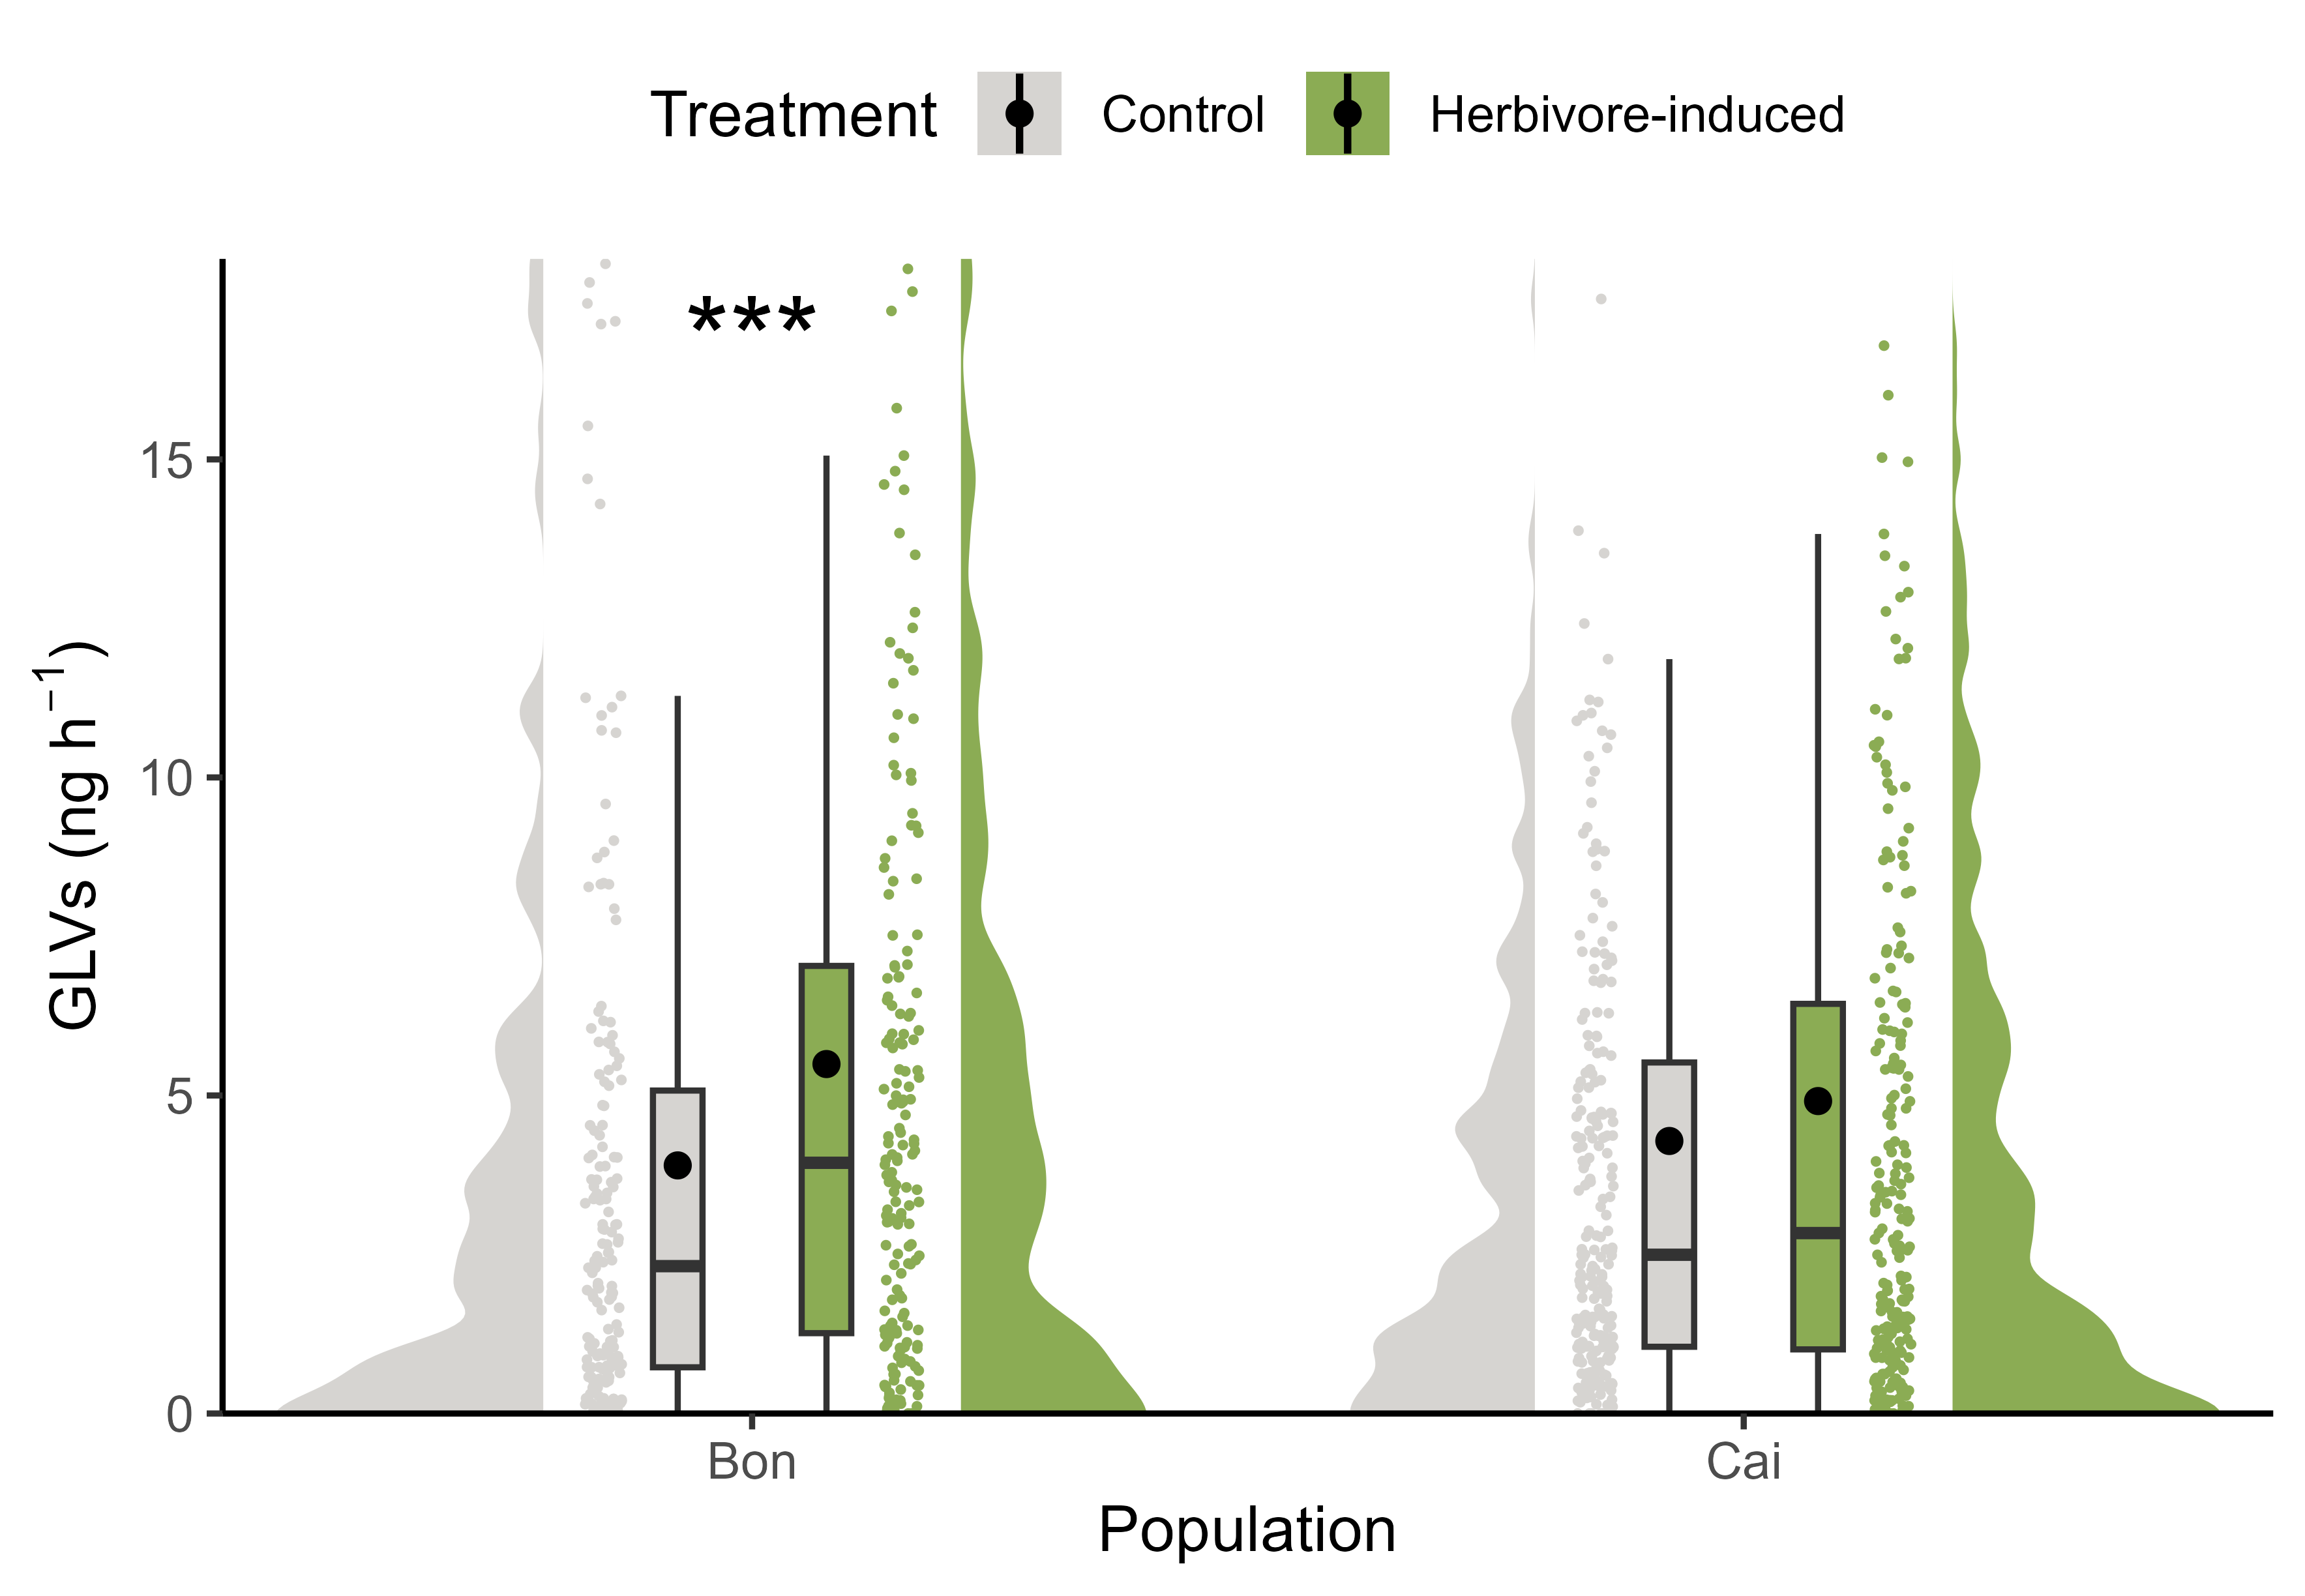 Treatment Control Herbivore-induced
***
GLVs (ng h⁻¹)
15
10
5
0
Bon Cai
Population